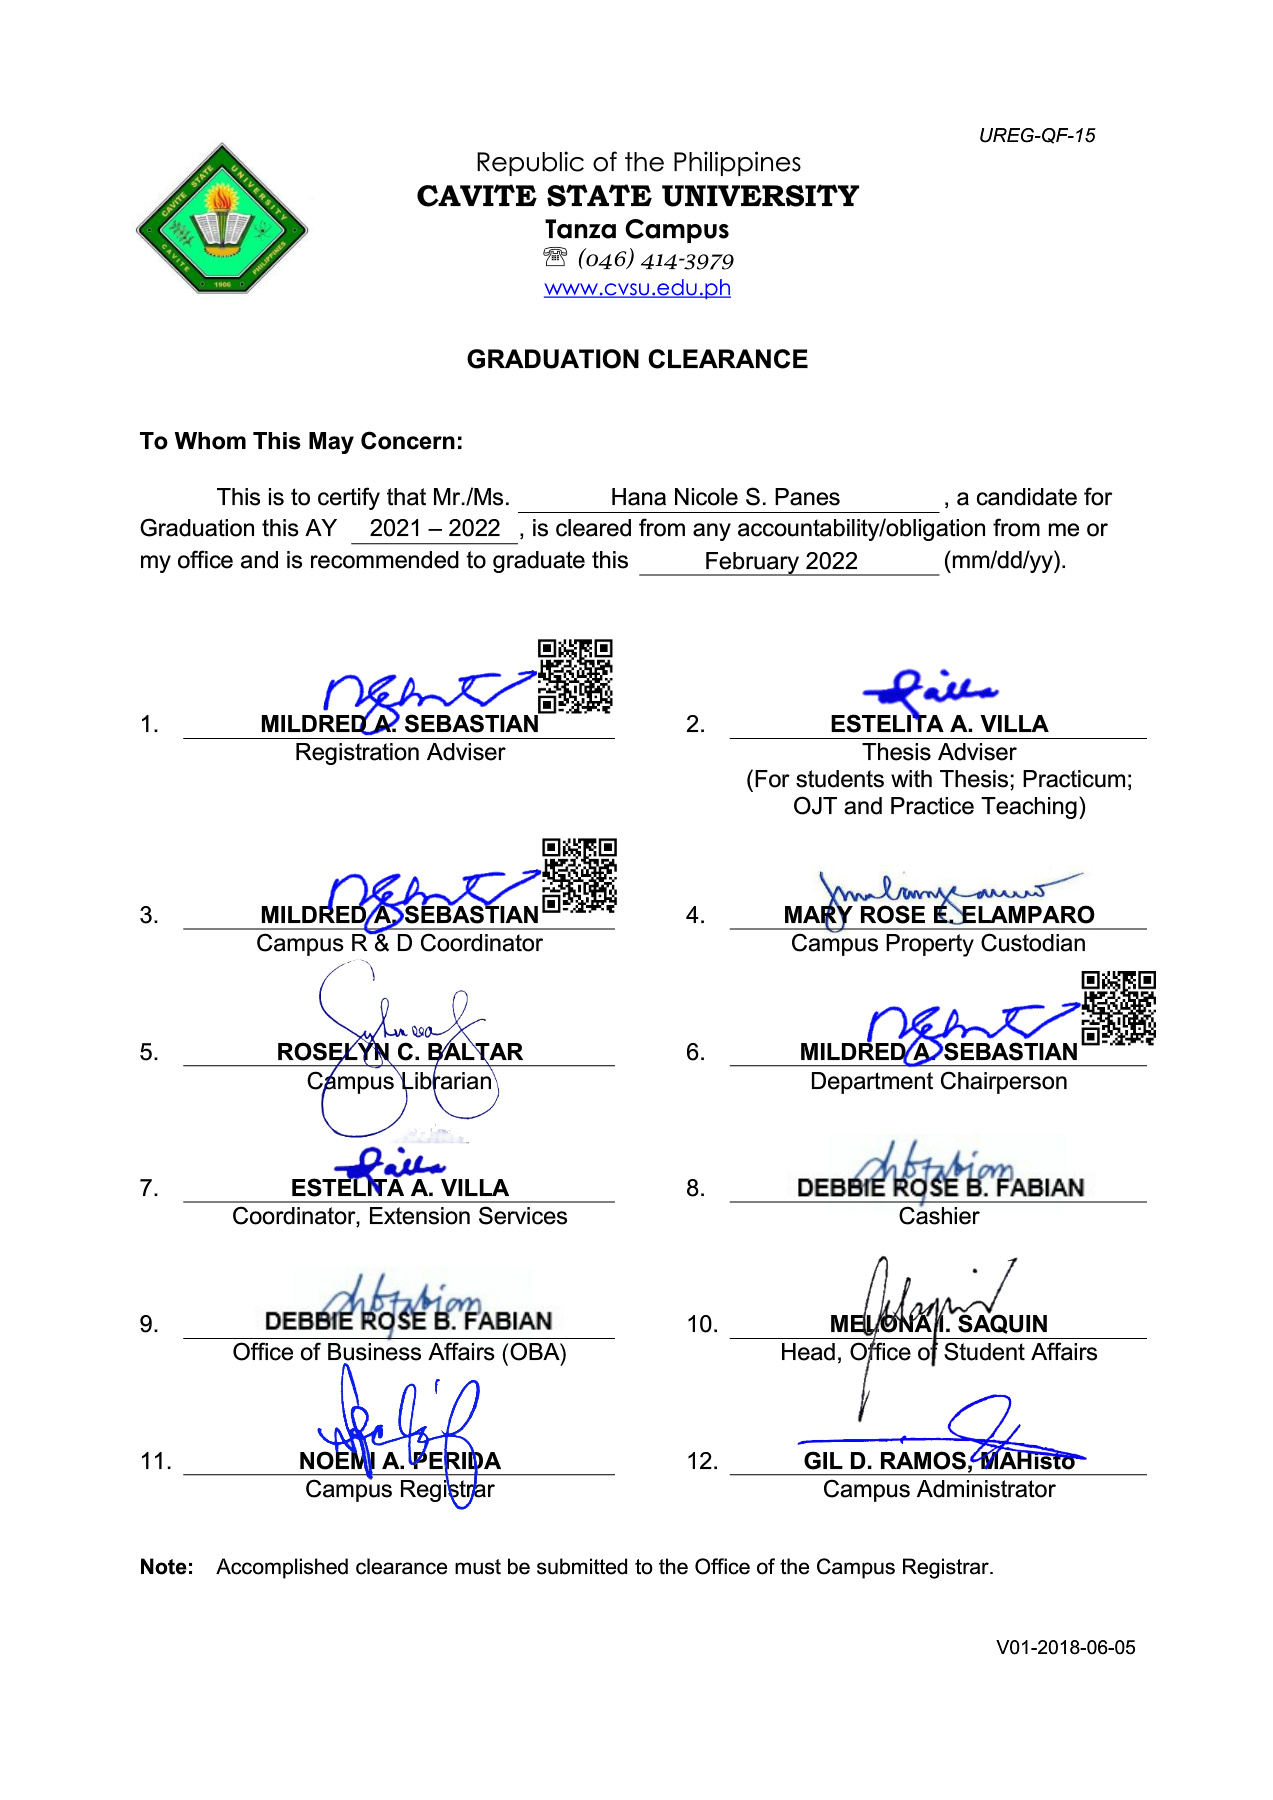 UREG-QF-15
Republic of the Philippines
CAVITE STATE UNIVERSITY
Tanza Campus
☏ (046) 414-3979
www.cvsu.edu.ph
CAVITE STATE UNIVERSITY
CAVITE PHILIPPINES
1906
GRADUATION CLEARANCE
To Whom This May Concern:
This is to certify that Mr./Ms. Hana Nicole S. Panes , a candidate for
Graduation this AY 2021 – 2022 , is cleared from any accountability/obligation from me or
my office and is recommended to graduate this February 2022 (mm/dd/yy).
1. MILDRED A. SEBASTIAN
Registration Adviser
2. ESTELITA A. VILLA
Thesis Adviser
(For students with Thesis; Practicum;
OJT and Practice Teaching)
3. MILDRED A. SEBASTIAN
Campus R & D Coordinator
4. MARY ROSE E. ELAMPARO
Campus Property Custodian
5. ROSELYN C. BALTAR
Campus Librarian
6. MILDRED A. SEBASTIAN
Department Chairperson
7. ESTELITA A. VILLA
Coordinator, Extension Services
8. DEBBIE ROSE B. FABIAN
Cashier
9. DEBBIE ROSE B. FABIAN
Office of Business Affairs (OBA)
10. MELONA I. SAQUIN
Head, Office of Student Affairs
11. NOEMI A. PERIDA
Campus Registrar
12. GIL D. RAMOS, MAHisto
Campus Administrator
Note: Accomplished clearance must be submitted to the Office of the Campus Registrar.
V01-2018-06-05